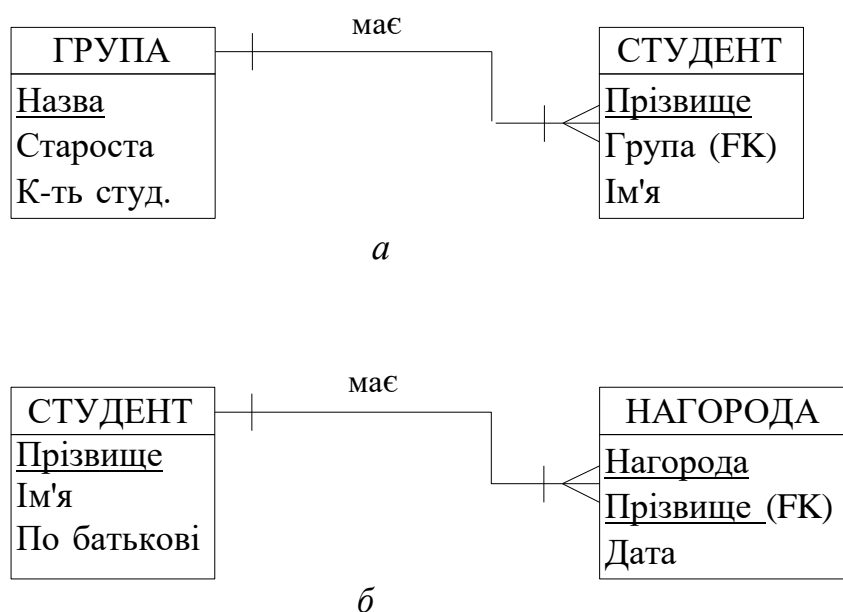 має
ГРУПА
Назва
Староста
К-ть студ.
СТУДЕНТ
Прізвище
Група (FK)
Ім'я
а
має
СТУДЕНТ
Прізвище
Ім'я
По батькові
НАГОРОДА
Нагорода
Прізвище (FK)
Дата
б